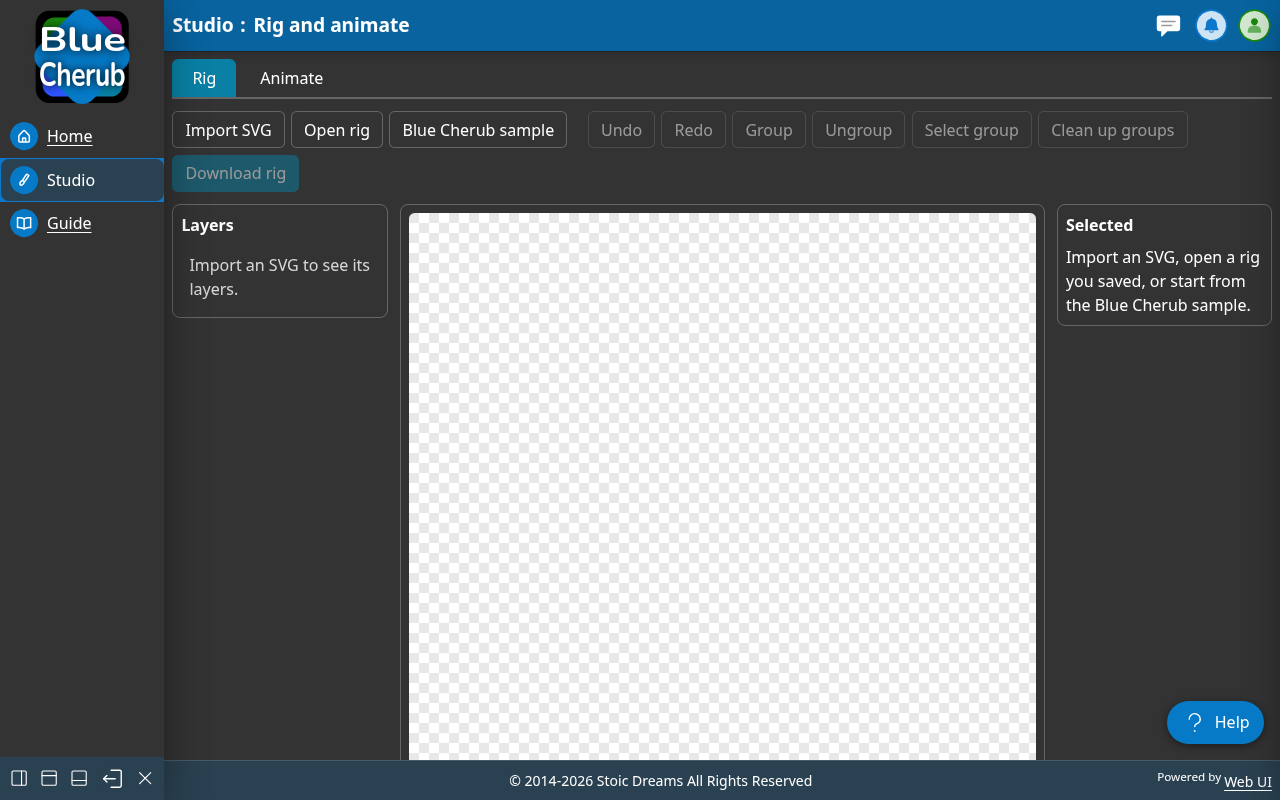 Blue
Cherub
Home
Studio
Guide
Studio : Rig and animate
Rig
Animate
Import SVG
Open rig
Blue Cherub sample
Undo
Redo
Group
Ungroup
Select group
Clean up groups
Download rig
Layers
Import an SVG to see its
layers.
Selected
Import an SVG, open a rig
you saved, or start from
the Blue Cherub sample.
? Help
© 2014-2026 Stoic Dreams All Rights Reserved
Powered by Web UI